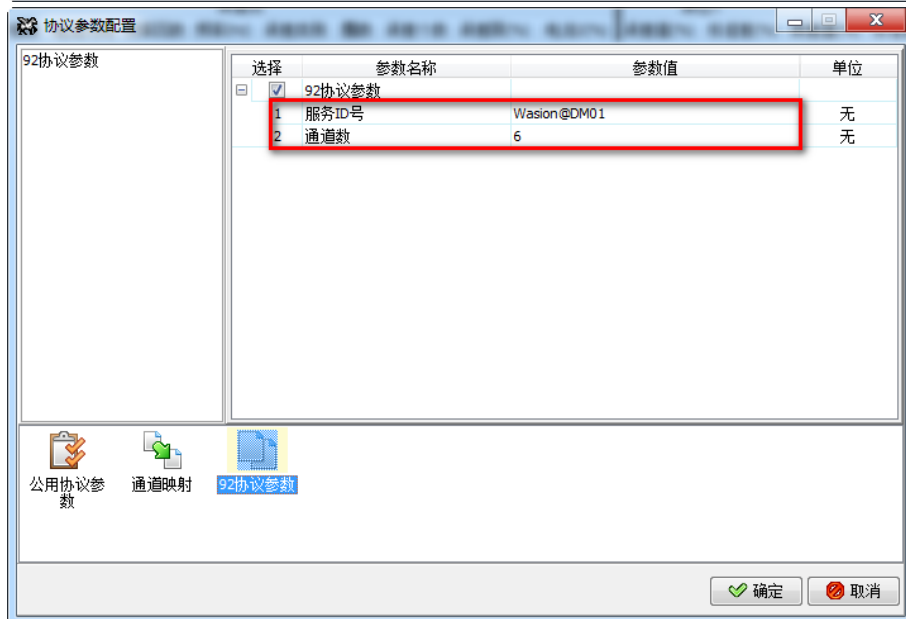 协议参数配置
92协议参数
选择 参数名称 参数值 单位
92协议参数
1 服务ID号 Wasion@DM01 无
2 通道数 6 无
公用协议参
数
通道映射
92协议参数
确定
取消